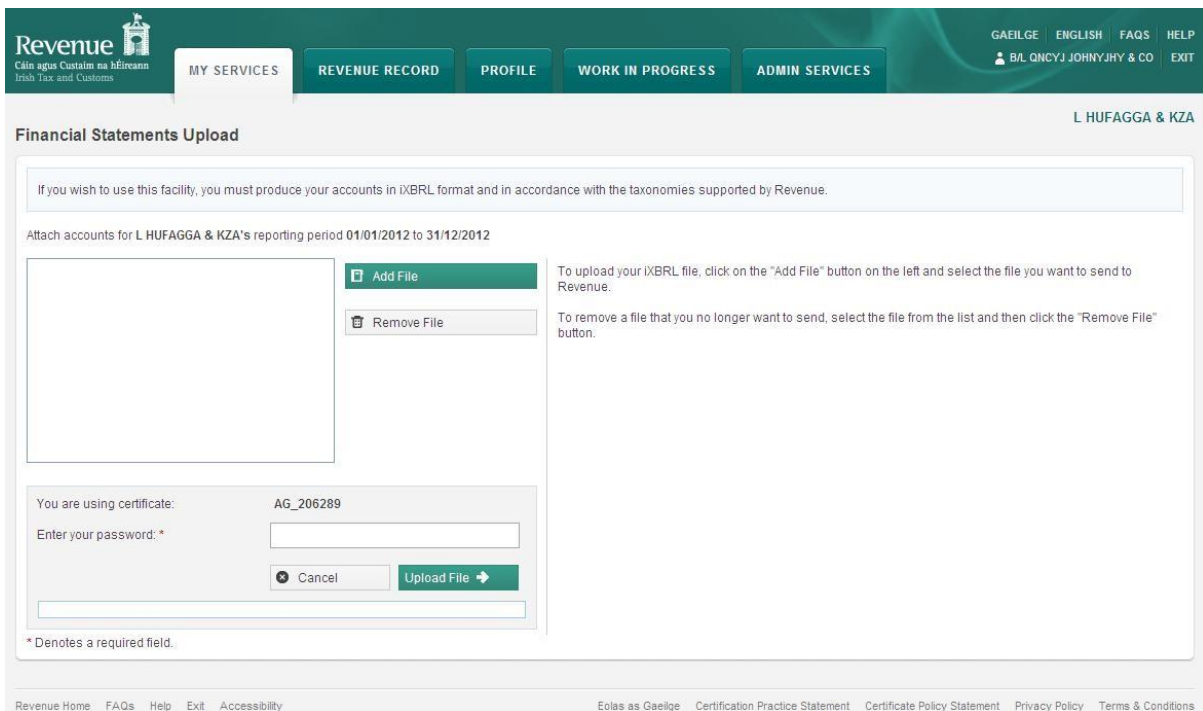 Revenue
Cáin agus Custaim na hÉireann
Irish Tax and Customs
GAEILGE ENGLISH FAQS HELP
B/L QNCYJ JOHNYJHY & CO EXIT
MY SERVICES REVENUE RECORD PROFILE WORK IN PROGRESS ADMIN SERVICES
L HUFAGGA & KZA
Financial Statements Upload
If you wish to use this facility, you must produce your accounts in iXBRL format and in accordance with the taxonomies supported by Revenue.
Attach accounts for L HUFAGGA & KZA's reporting period 01/01/2012 to 31/12/2012
Add File
Remove File
To upload your iXBRL file, click on the "Add File" button on the left and select the file you want to send to
Revenue.
To remove a file that you no longer want to send, select the file from the list and then click the "Remove File"
button.
You are using certificate: AG_206289
Enter your password: *
Cancel Upload File
* Denotes a required field.
Revenue Home FAQs Help Exit Accessibility Eolas as Gaeilge Certification Practice Statement Certificate Policy Statement Privacy Policy Terms & Conditions